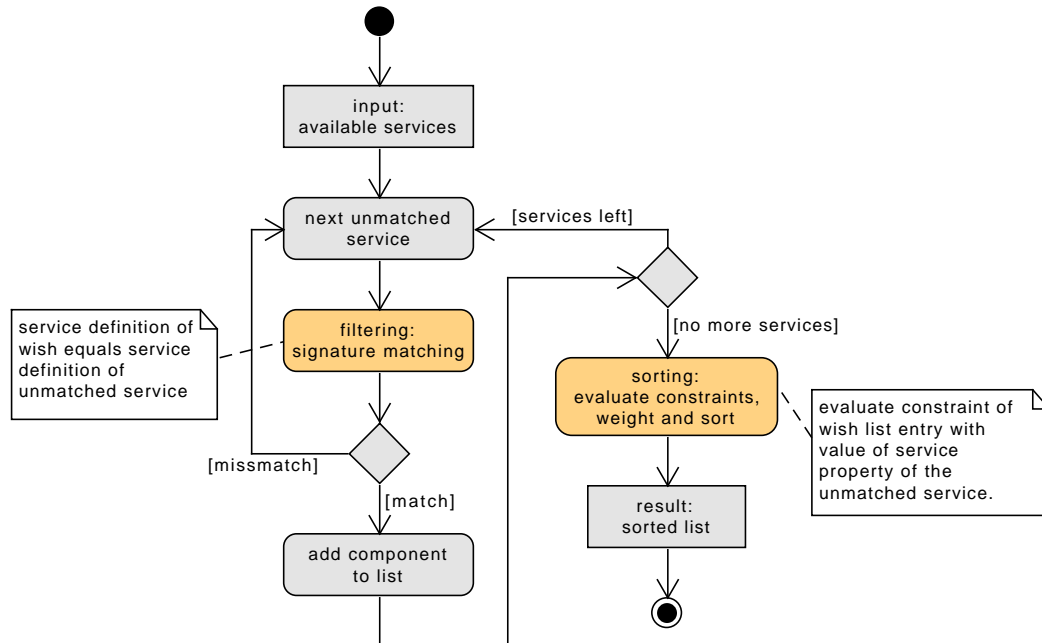 input:
available services
next unmatched
service
[services left]
service definition of
wish equals service
definition of
unmatched service
filtering:
signature matching
[no more services]
sorting:
evaluate constraints,
weight and sort
evaluate constraint of
wish list entry with
value of service
property of the
unmatched service.
[missmatch]
[match]
result:
sorted list
add component
to list